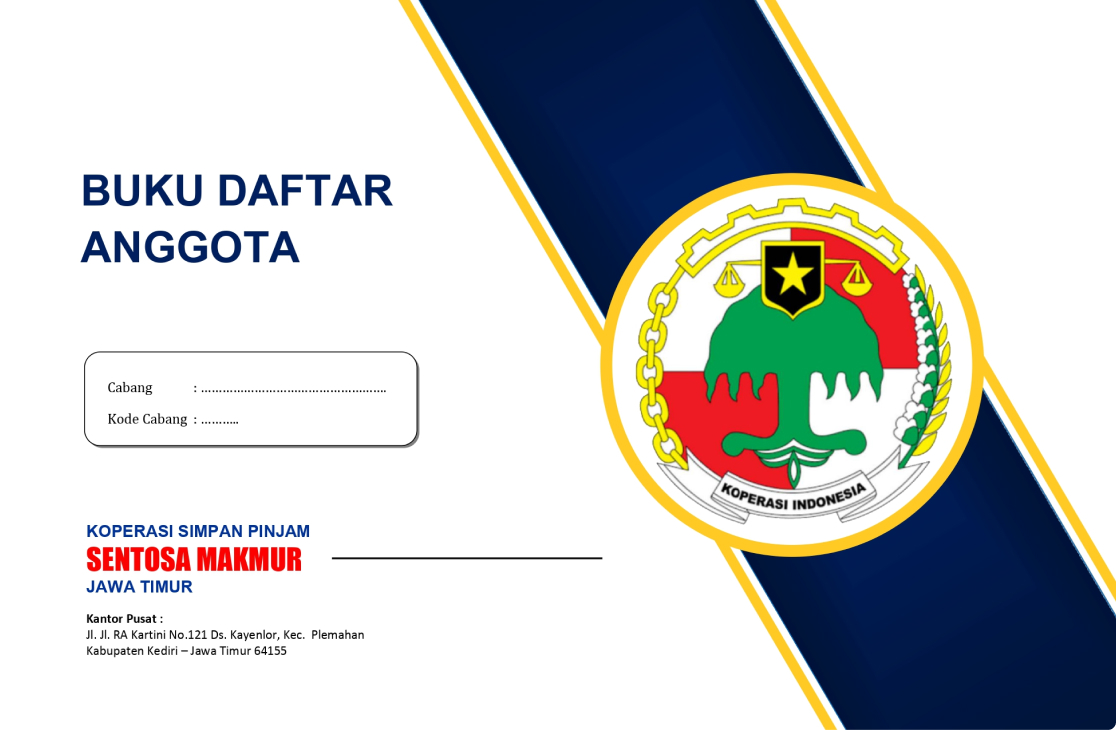 BUKU DAFTAR
ANGGOTA
Cabang : .....................................................
Kode Cabang : ...........
KOPERASI INDONESIA
KOPERASI SIMPAN PINJAM
SENTOSA MAKMUR
JAWA TIMUR
Kantor Pusat :
Jl. Jl. RA Kartini No.121 Ds. Kayenlor, Kec. Plemahan
Kabupaten Kediri – Jawa Timur 64155